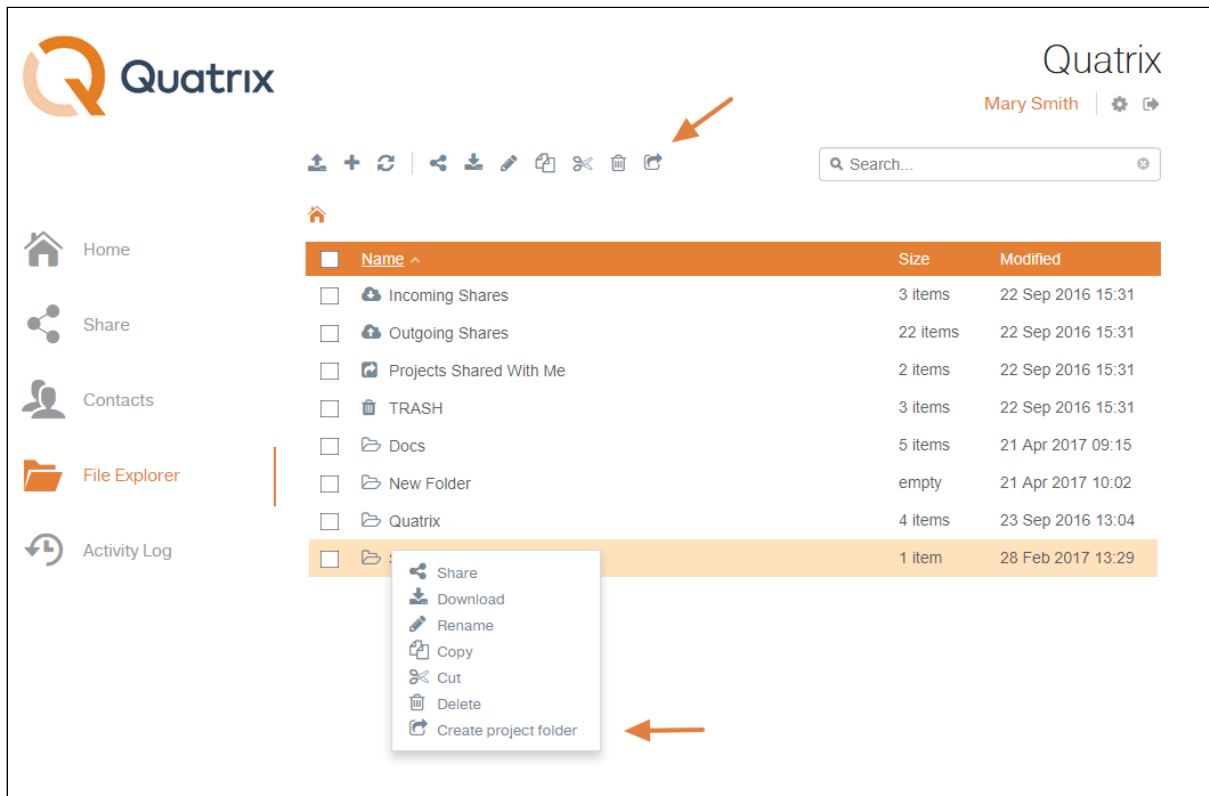 Quatrix
Quatrix
Mary Smith
Search...
Home
Share
Contacts
File Explorer
Activity Log
Name Size Modified
Incoming Shares 3 items 22 Sep 2016 15:31
Outgoing Shares 22 items 22 Sep 2016 15:31
Projects Shared With Me 2 items 22 Sep 2016 15:31
TRASH 3 items 22 Sep 2016 15:31
Docs 5 items 21 Apr 2017 09:15
New Folder empty 21 Apr 2017 10:02
Quatrix 4 items 23 Sep 2016 13:04
1 item 28 Feb 2017 13:29
Share
Download
Rename
Copy
Cut
Delete
Create project folder